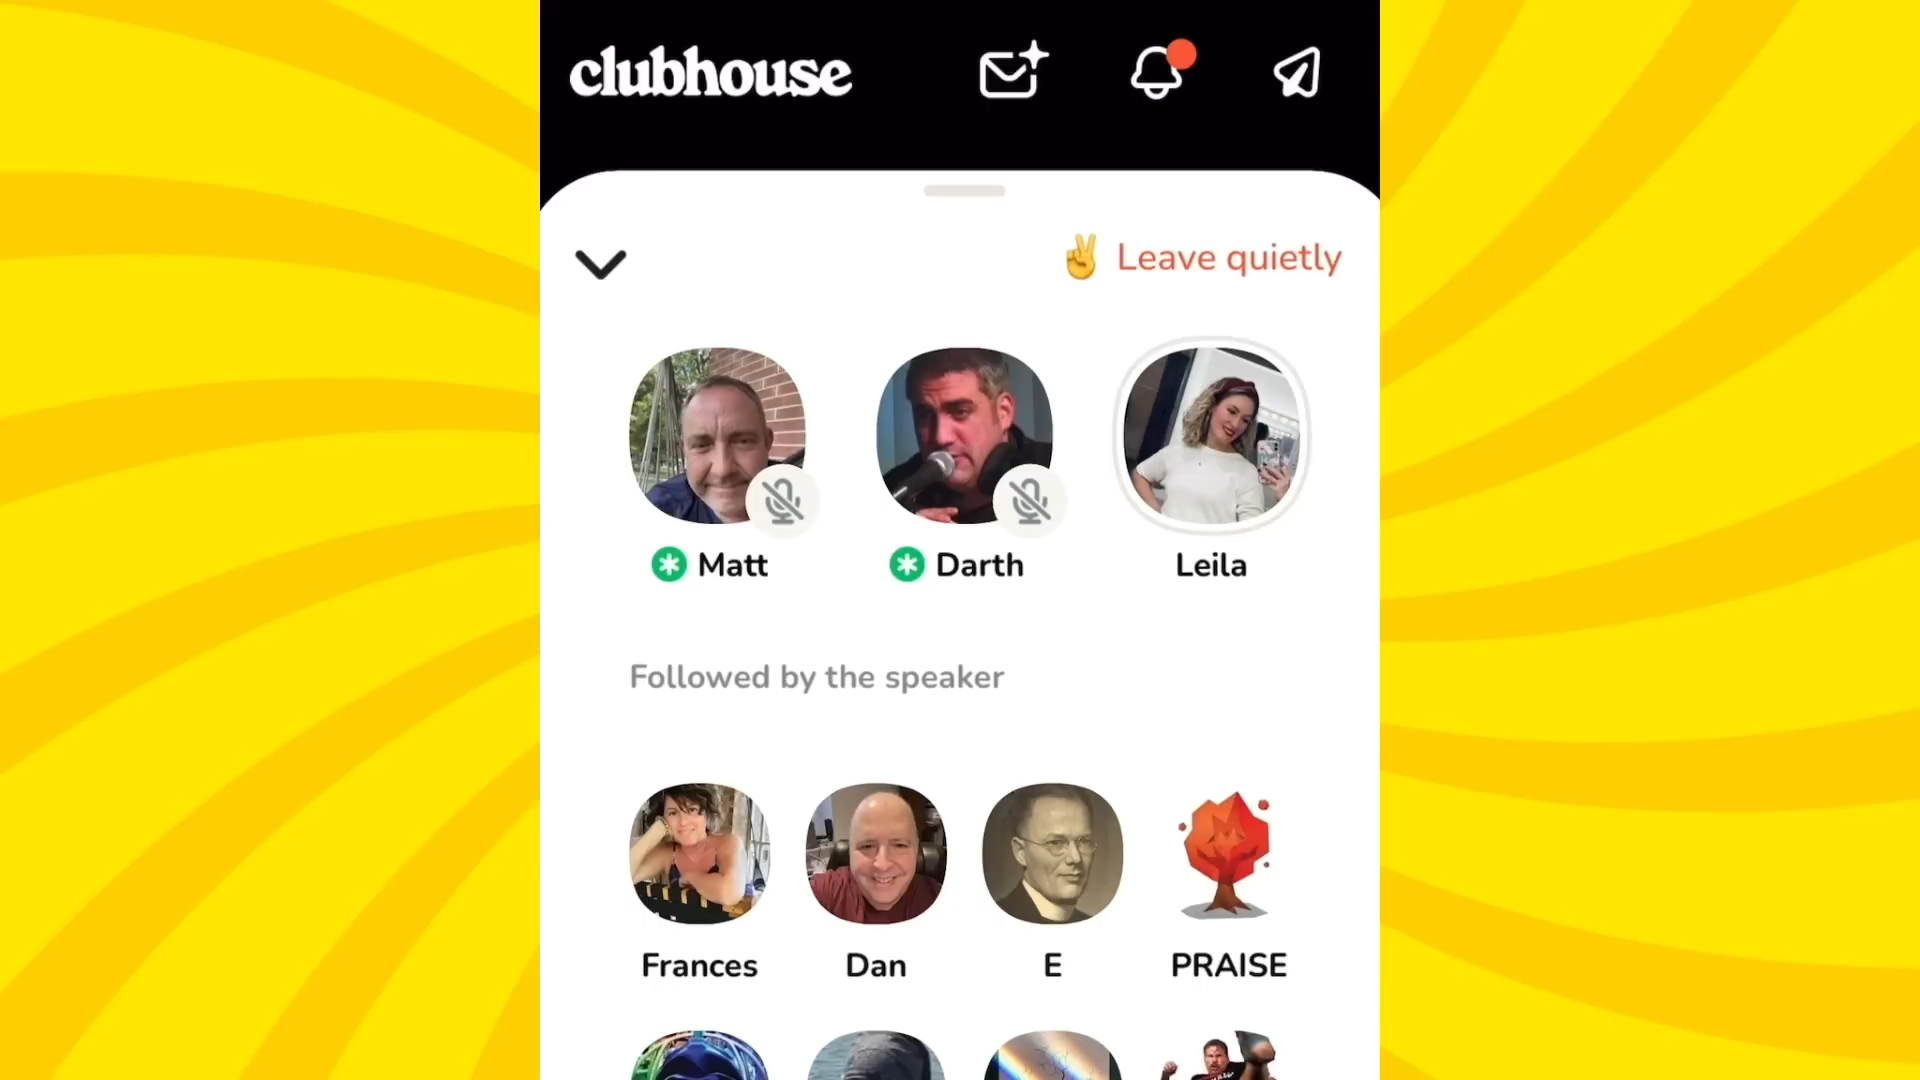 clubhouse
✌️ Leave quietly
Matt
Darth
Leila
Followed by the speaker
Frances
Dan
E
PRAISE